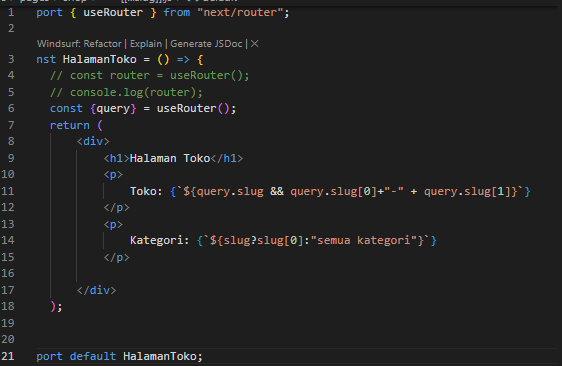 1 port { useRouter } from "next/router";
2
Windsurf: Refactor | Explain | Generate JSDoc | ×
3 nst HalamanToko = () => {
4 // const router = useRouter();
5 // console.log(router);
6 const {query} = useRouter();
7 return (
8 <div>
9 <h1>Halaman Toko</h1>
10 <p>
11 Toko: {`${query.slug && query.slug[0]+"-" + query.slug[1]}`}
12 </p>
13 <p>
14 Kategori: {`${slug?slug[0]:"semua kategori"}`}
15 </p>
16
17 </div>
18 );
19
20
21 port default HalamanToko;